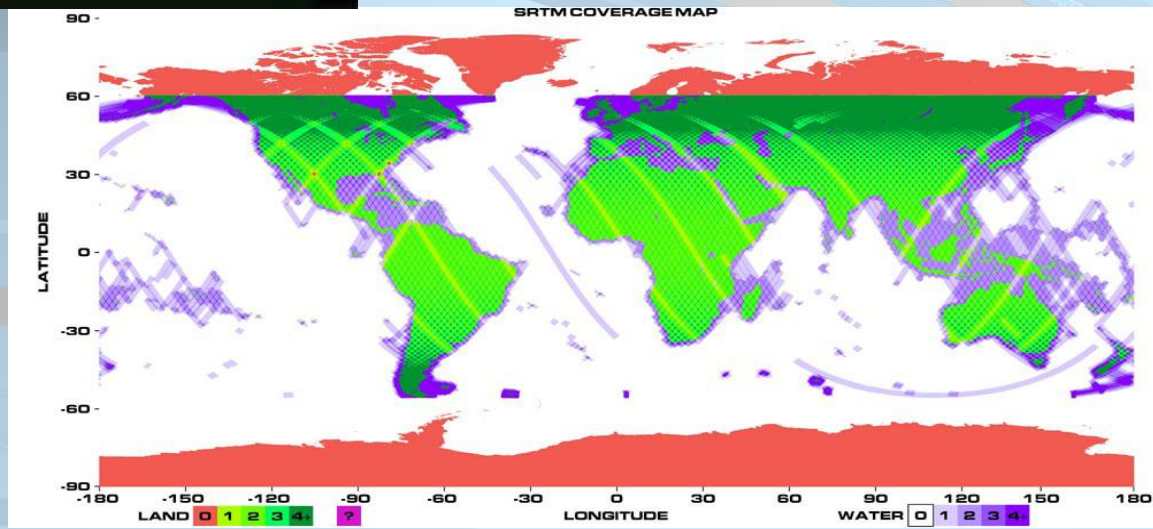 SRTM COVERAGE MAP
90
60
30
0
-30
-60
-90
LATITUDE
-180 -150 -120 -90 -60 -30 0 30 60 90 120 150 180
LAND 0 1 2 3 4+ ? LONGITUDE WATER 0 1 2 3 4+